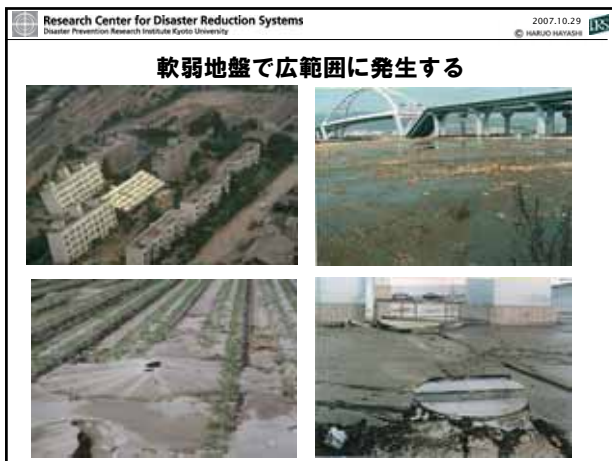 Research Center for Disaster Reduction Systems
Disaster Prevention Research Institute Kyoto University
2007.10.29
© HARUO HAYASHI
DRS
軟弱地盤で広範囲に発生する